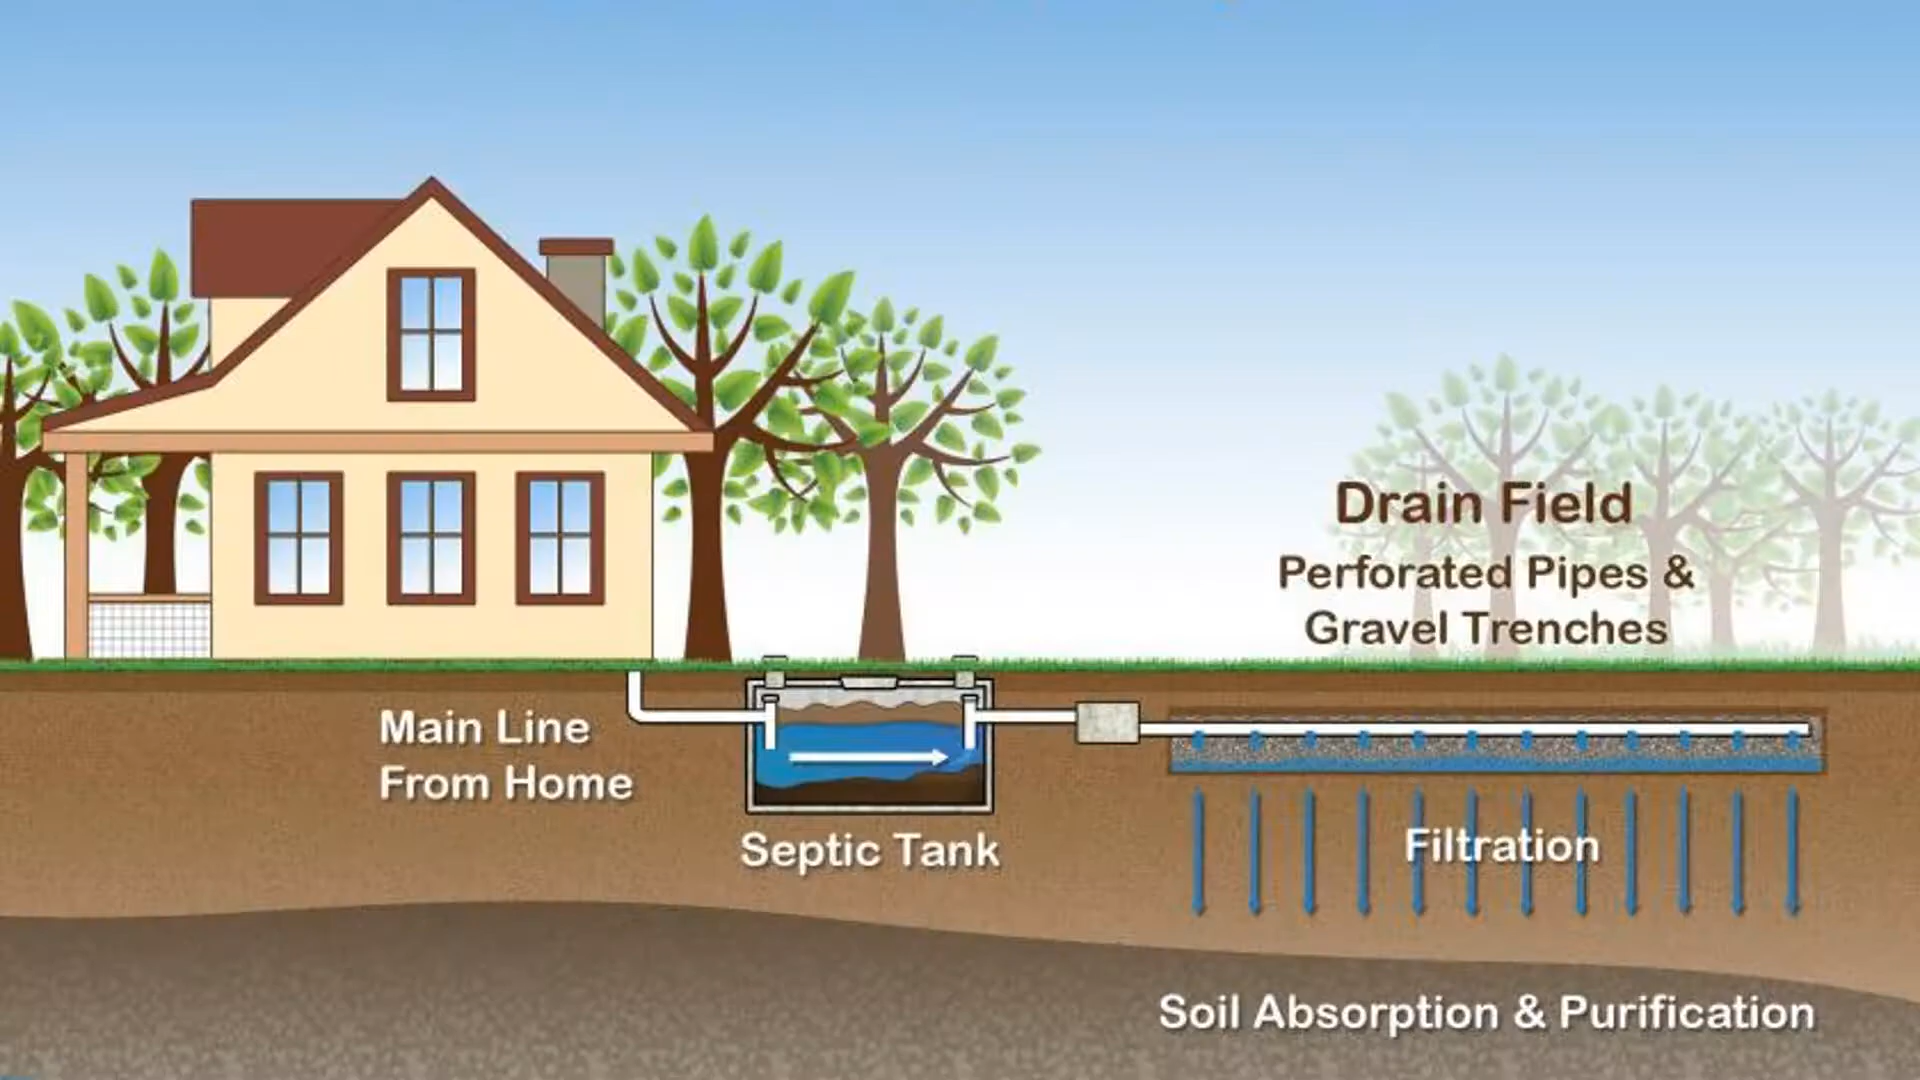 Drain Field
Perforated Pipes &
Gravel Trenches
Main Line
From Home
Septic Tank
Filtration
Soil Absorption & Purification